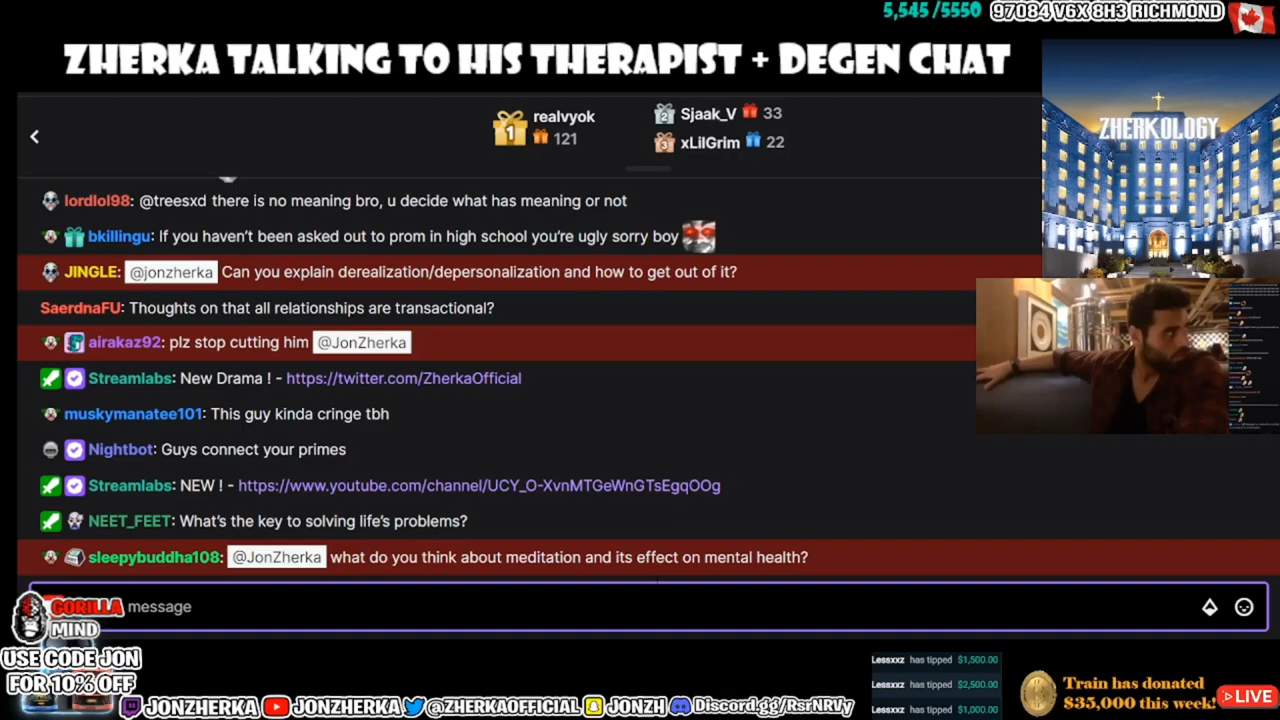 5,545 /5550 97084 V6X 8H3 RICHMOND
ZHERKA TALKING TO HIS THERAPIST + DEGEN CHAT
1 realvyok
121
2 Sjaak_V 33
3 xLilGrim 22
ZHERKOLOGY
lordlol98: @treesxd there is no meaning bro, u decide what has meaning or not
bkillingu: If you haven't been asked out to prom in high school you're ugly sorry boy
JINGLE: @jonzherka Can you explain derealization/depersonalization and how to get out of it?
SaerdnaFU: Thoughts on that all relationships are transactional?
airakaz92: plz stop cutting him @JonZherka
Streamlabs: New Drama ! - https://twitter.com/ZherkaOfficial
muskymanatee101: This guy kinda cringe tbh
Nightbot: Guys connect your primes
Streamlabs: NEW ! - https://www.youtube.com/channel/UCY_O-XvnMTGeWnGTsEgqOOg
NEET_FEET: What's the key to solving life's problems?
sleepybuddha108: @JonZherka what do you think about meditation and its effect on mental health?
message
GORILLA
MIND
USE CODE JON
FOR 10% OFF
JONZHERKA JONZHERKA @ZHERKAOFFICIAL JONZH Discord.gg/RsrNRVy
Lessxxz has tipped $1,500.00
Lessxxz has tipped $2,500.00
Lessxxz has tipped $1,000.00
Train has donated
$35,000 this week!
LIVE